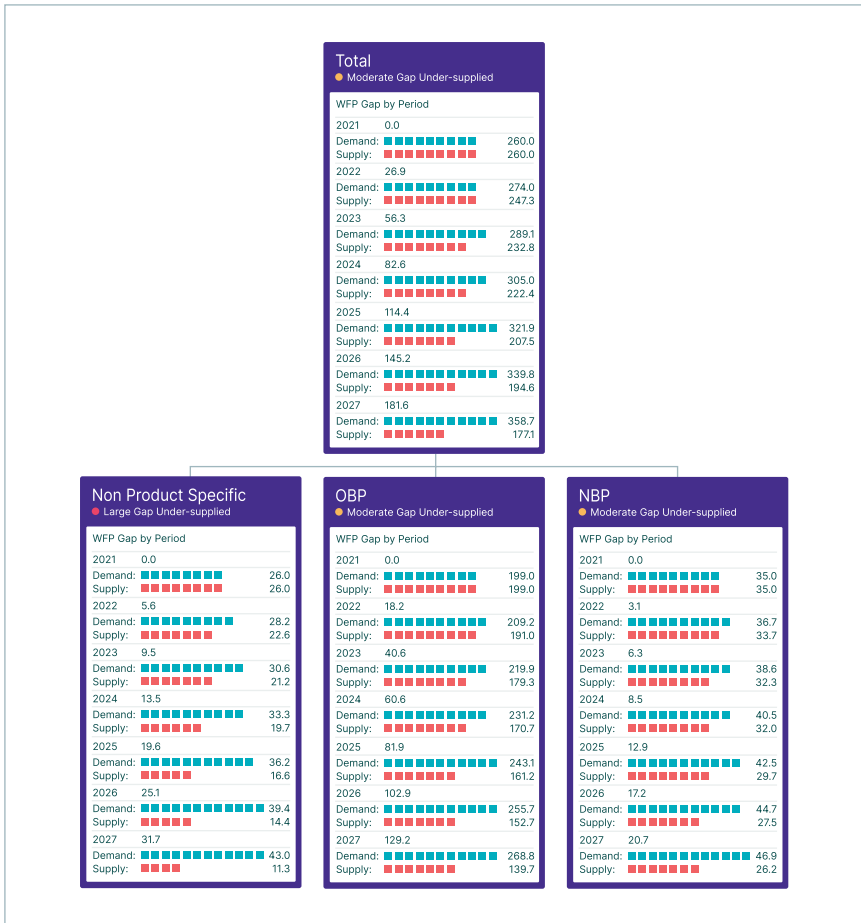 Total
Moderate Gap Under-supplied
WFP Gap by Period
2021 0.0
Demand: 260.0
Supply: 260.0
2022 26.9
Demand: 274.0
Supply: 247.3
2023 56.3
Demand: 289.1
Supply: 232.8
2024 82.6
Demand: 305.0
Supply: 222.4
2025 114.4
Demand: 321.9
Supply: 207.5
2026 145.2
Demand: 339.8
Supply: 194.6
2027 181.6
Demand: 358.7
Supply: 177.1
Non Product Specific
Large Gap Under-supplied
WFP Gap by Period
2021 0.0
Demand: 26.0
Supply: 26.0
2022 5.6
Demand: 28.2
Supply: 22.6
2023 9.5
Demand: 30.6
Supply: 21.2
2024 13.5
Demand: 33.3
Supply: 19.7
2025 19.6
Demand: 36.2
Supply: 16.6
2026 25.1
Demand: 39.4
Supply: 14.4
2027 31.7
Demand: 43.0
Supply: 11.3
OBP
Moderate Gap Under-supplied
WFP Gap by Period
2021 0.0
Demand: 199.0
Supply: 199.0
2022 18.2
Demand: 209.2
Supply: 191.0
2023 40.6
Demand: 219.9
Supply: 179.3
2024 60.6
Demand: 231.2
Supply: 170.7
2025 81.9
Demand: 243.1
Supply: 161.2
2026 102.9
Demand: 255.7
Supply: 152.7
2027 129.2
Demand: 268.8
Supply: 139.7
NBP
Moderate Gap Under-supplied
WFP Gap by Period
2021 0.0
Demand: 35.0
Supply: 35.0
2022 3.1
Demand: 36.7
Supply: 33.7
2023 6.3
Demand: 38.6
Supply: 32.3
2024 8.5
Demand: 40.5
Supply: 32.0
2025 12.9
Demand: 42.5
Supply: 29.7
2026 17.2
Demand: 44.7
Supply: 27.5
2027 20.7
Demand: 46.9
Supply: 26.2